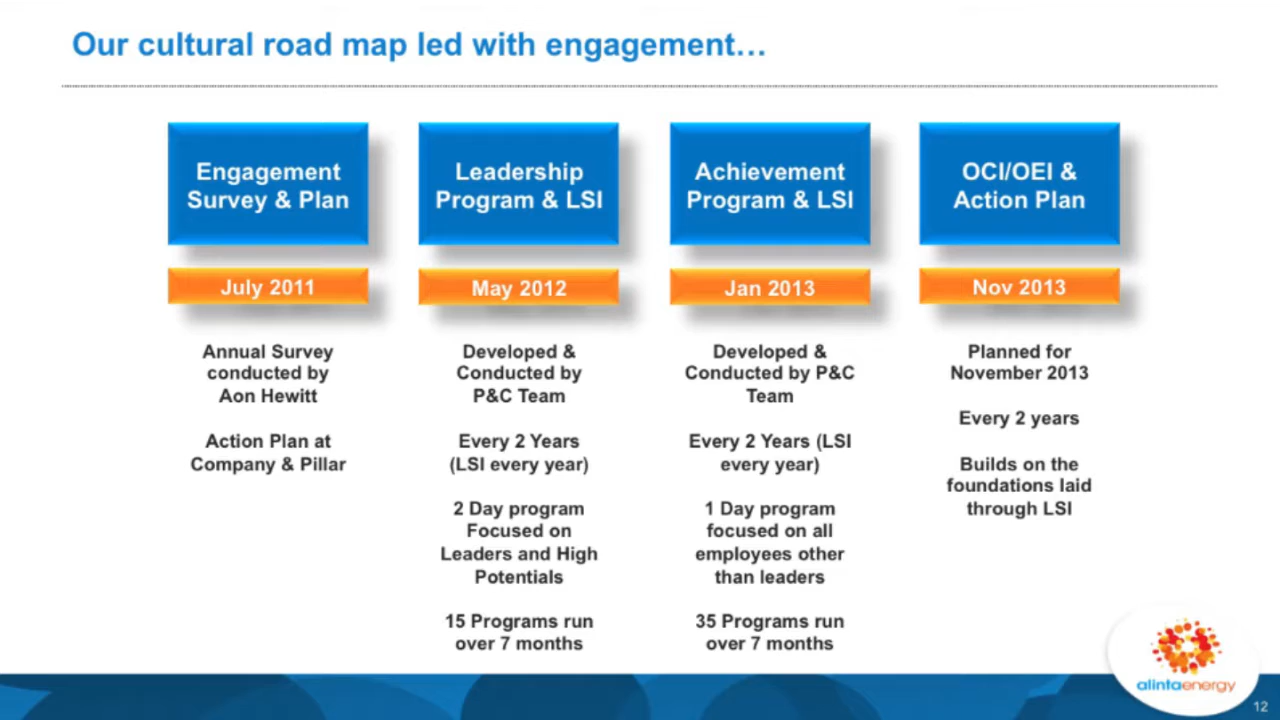 Our cultural road map led with engagement…
Engagement
Survey & Plan
July 2011
Annual Survey
conducted by
Aon Hewitt
Action Plan at
Company & Pillar
Leadership
Program & LSI
May 2012
Developed &
Conducted by
P&C Team
Every 2 Years
(LSI every year)
2 Day program
Focused on
Leaders and High
Potentials
15 Programs run
over 7 months
Achievement
Program & LSI
Jan 2013
Developed &
Conducted by P&C
Team
Every 2 Years (LSI
every year)
1 Day program
focused on all
employees other
than leaders
35 Programs run
over 7 months
OCI/OEI &
Action Plan
Nov 2013
Planned for
November 2013
Every 2 years
Builds on the
foundations laid
through LSI
alintaenergy
12